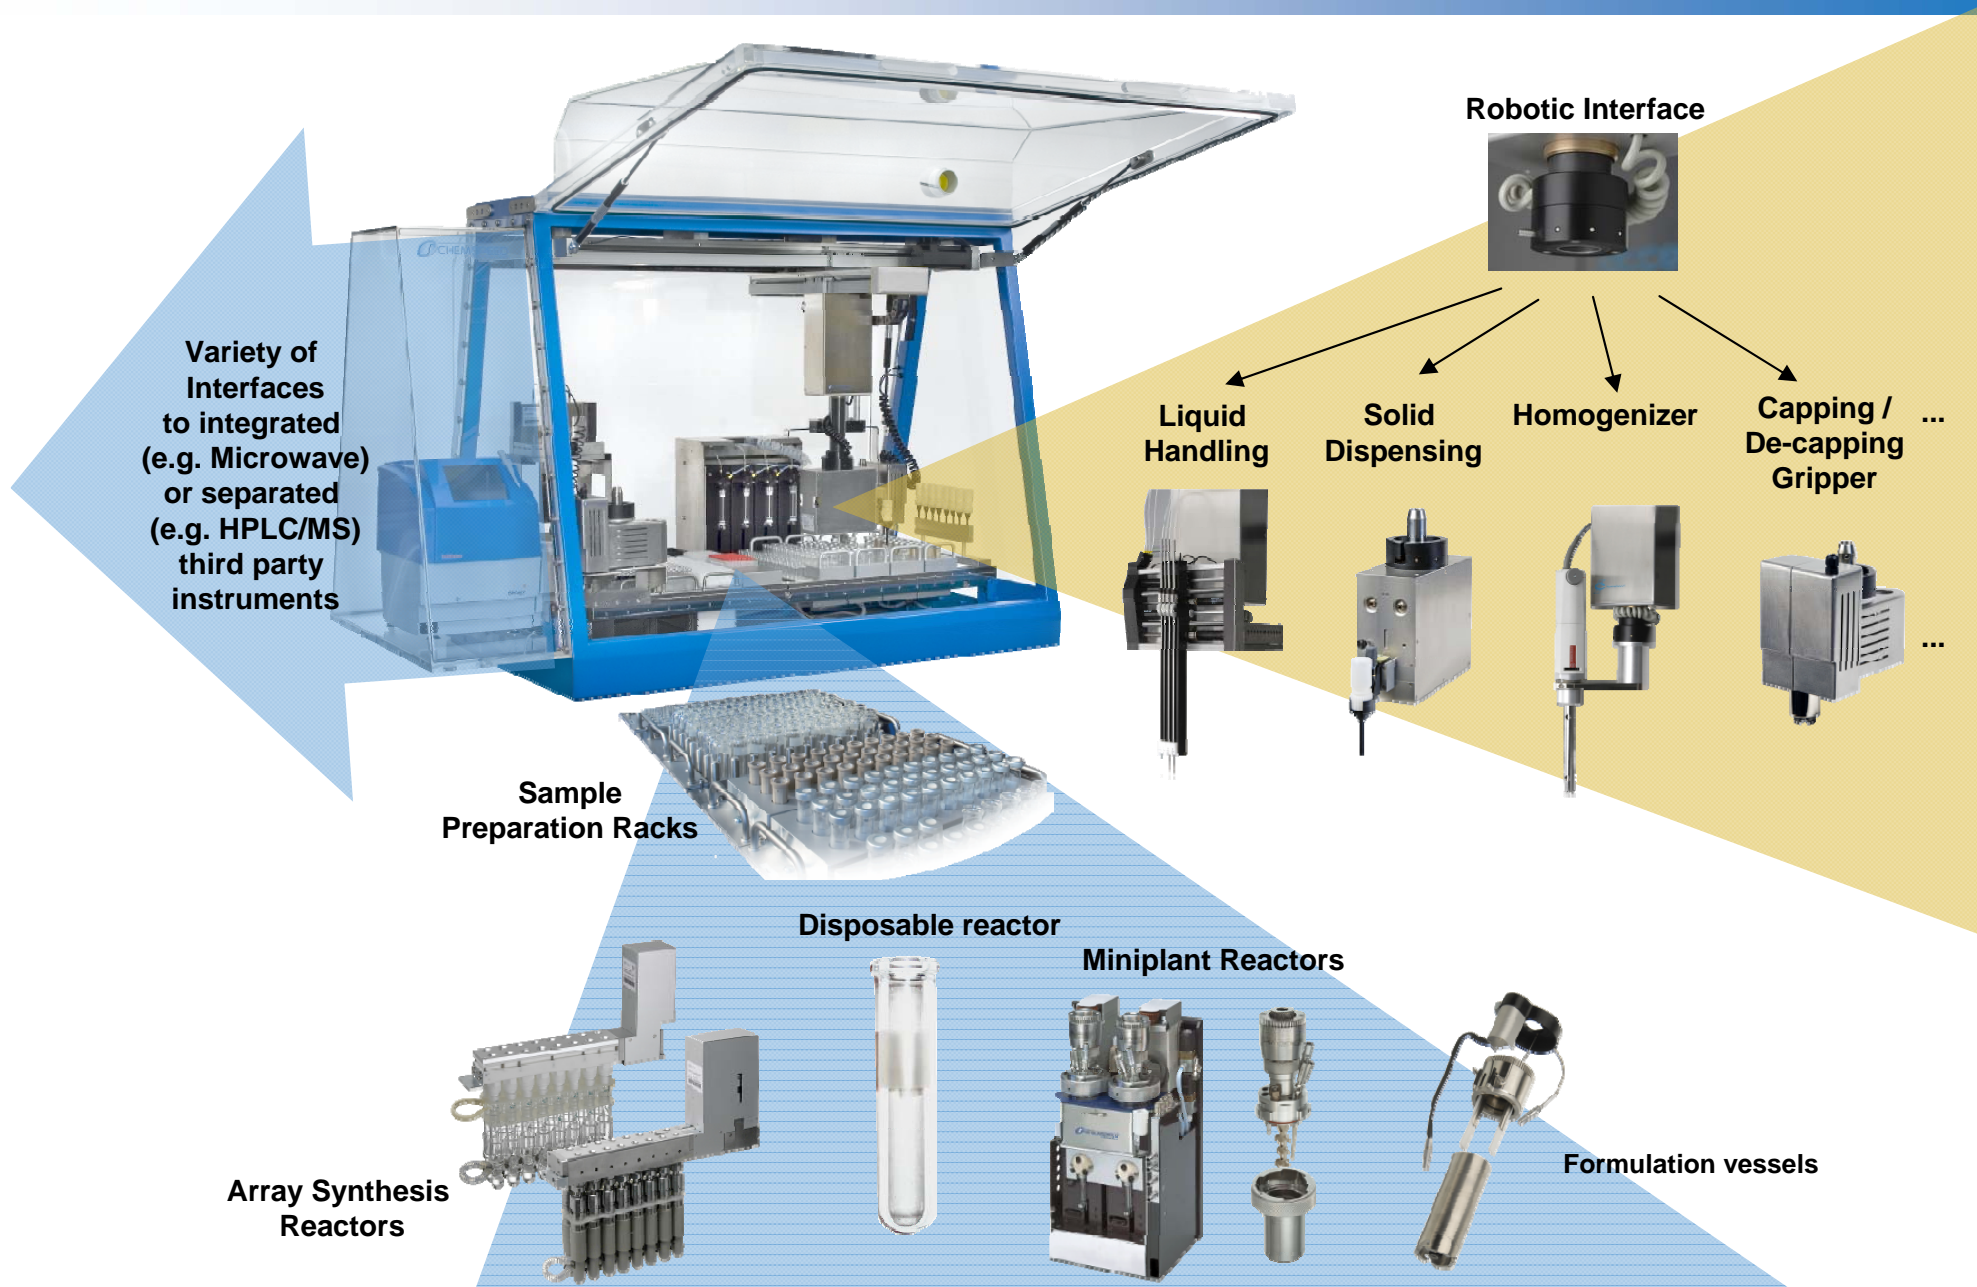 Robotic Interface
Variety of
Interfaces
to integrated
(e.g. Microwave)
or separated
(e.g. HPLC/MS)
third party
instruments
Liquid
Handling
Solid
Dispensing
Homogenizer
Capping /
De-capping
Gripper
...
...
Sample
Preparation Racks
Disposable reactor
Miniplant Reactors
Array Synthesis
Reactors
Formulation vessels